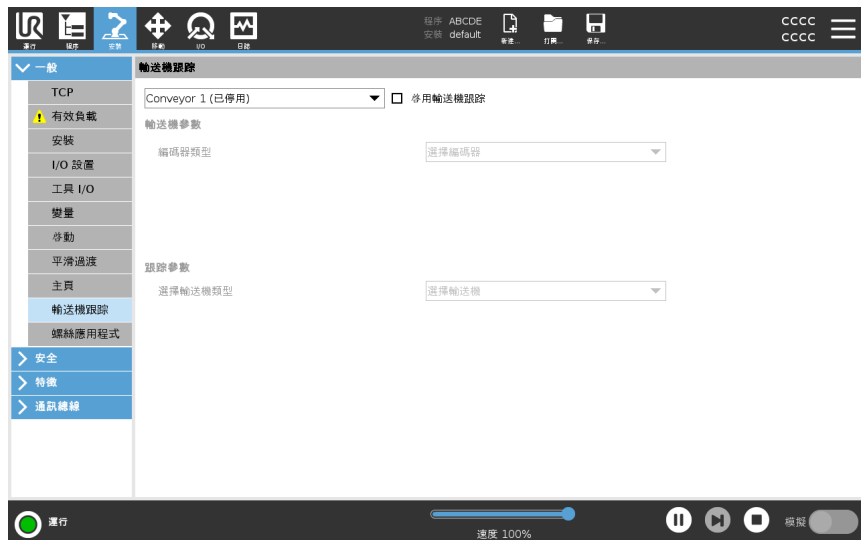 程序 ABCDE
安裝 default
CCCC
CCCC
運行 程序 安裝 移動 I/O 日誌 新建... 打開... 保存...
一般
輸送機跟踪
TCP
Conveyor 1 (已停用)
啓用輸送機跟踪
有效負載
輸送機參數
安裝
編碼器類型
選擇編碼器
I/O 設置
工具 I/O
變量
啓動
平滑過渡
跟踪參數
主頁
選擇輸送機類型
選擇輸送機
輸送機跟踪
螺絲應用程式
安全
特徵
通訊總線
運行
速度 100%
模擬